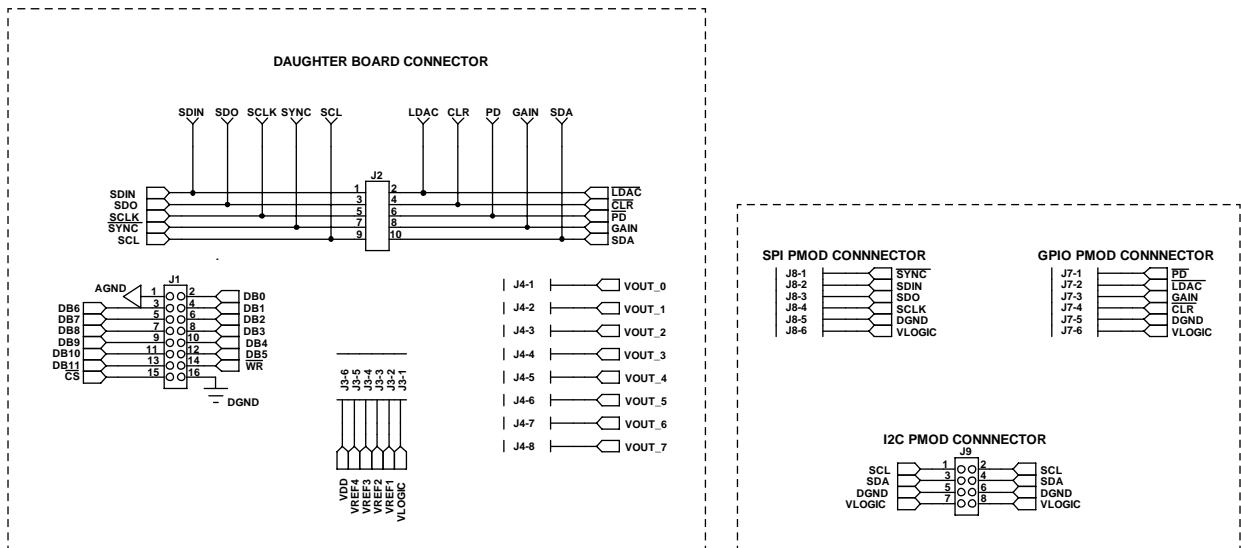 DAUGHTER BOARD CONNECTOR
SDIN SDO SCLK SYNC SCL LDAC CLR PD GAIN SDA
J2
SDIN 1 2 LDAC
SDO 3 4 CLR
SCLK 5 6 PD
SYNC 7 8 GAIN
SCL 9 10 SDA
J1
AGND 1 2 DB0
DB6 3 4 DB1
DB7 5 6 DB2
DB8 7 8 DB3
DB9 9 10 DB4
DB10 11 12 DB5
DB11 13 14 WR
CS 15 16
DGND
J3-6 J3-5 J3-4 J3-3 J3-2 J3-1
VDD VREF4 VREF3 VREF2 VREF1 VLOGIC
J4-1 VOUT_0
J4-2 VOUT_1
J4-3 VOUT_2
J4-4 VOUT_3
J4-5 VOUT_4
J4-6 VOUT_5
J4-7 VOUT_6
J4-8 VOUT_7
SPI PMOD CONNNECTOR
J8-1 SYNC
J8-2 SDIN
J8-3 SDO
J8-4 SCLK
J8-5 DGND
J8-6 VLOGIC
GPIO PMOD CONNNECTOR
J7-1 PD
J7-2 LDAC
J7-3 GAIN
J7-4 CLR
J7-5 DGND
J7-6 VLOGIC
I2C PMOD CONNNECTOR
J9
SCL 1 2 SCL
SDA 3 4 SDA
DGND 5 6 DGND
VLOGIC 7 8 VLOGIC